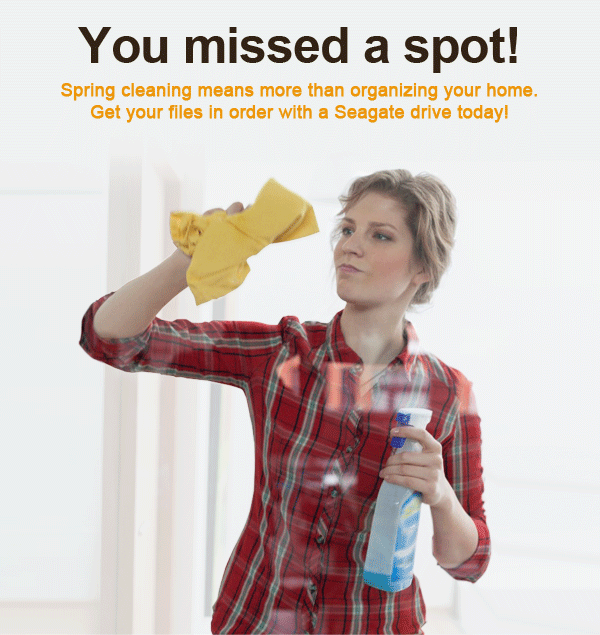 You missed a spot!
Spring cleaning means more than organizing your home.
Get your files in order with a Seagate drive today!